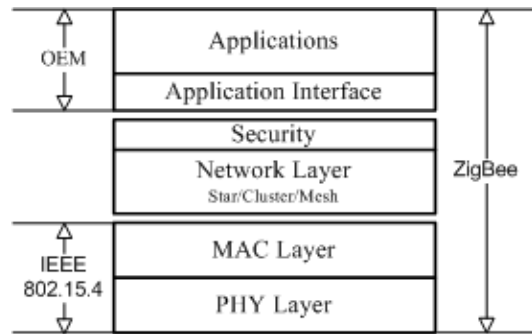 Applications
OEM
Application Interface
Security
Network Layer
Star/Cluster/Mesh
ZigBee
MAC Layer
IEEE
802.15.4
PHY Layer